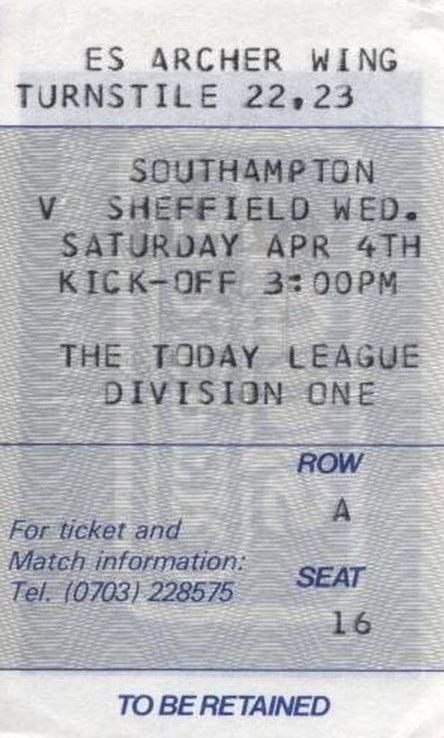 ES ARCHER WING
TURNSTILE 22,23
SOUTHAMPTON
V SHEFFIELD WED.
SATURDAY APR 4TH
KICK-OFF 3:00PM
THE TODAY LEAGUE
DIVISION ONE
ROW
A
For ticket and
Match information:
Tel. (0703) 228575
SEAT
16
TO BE RETAINED